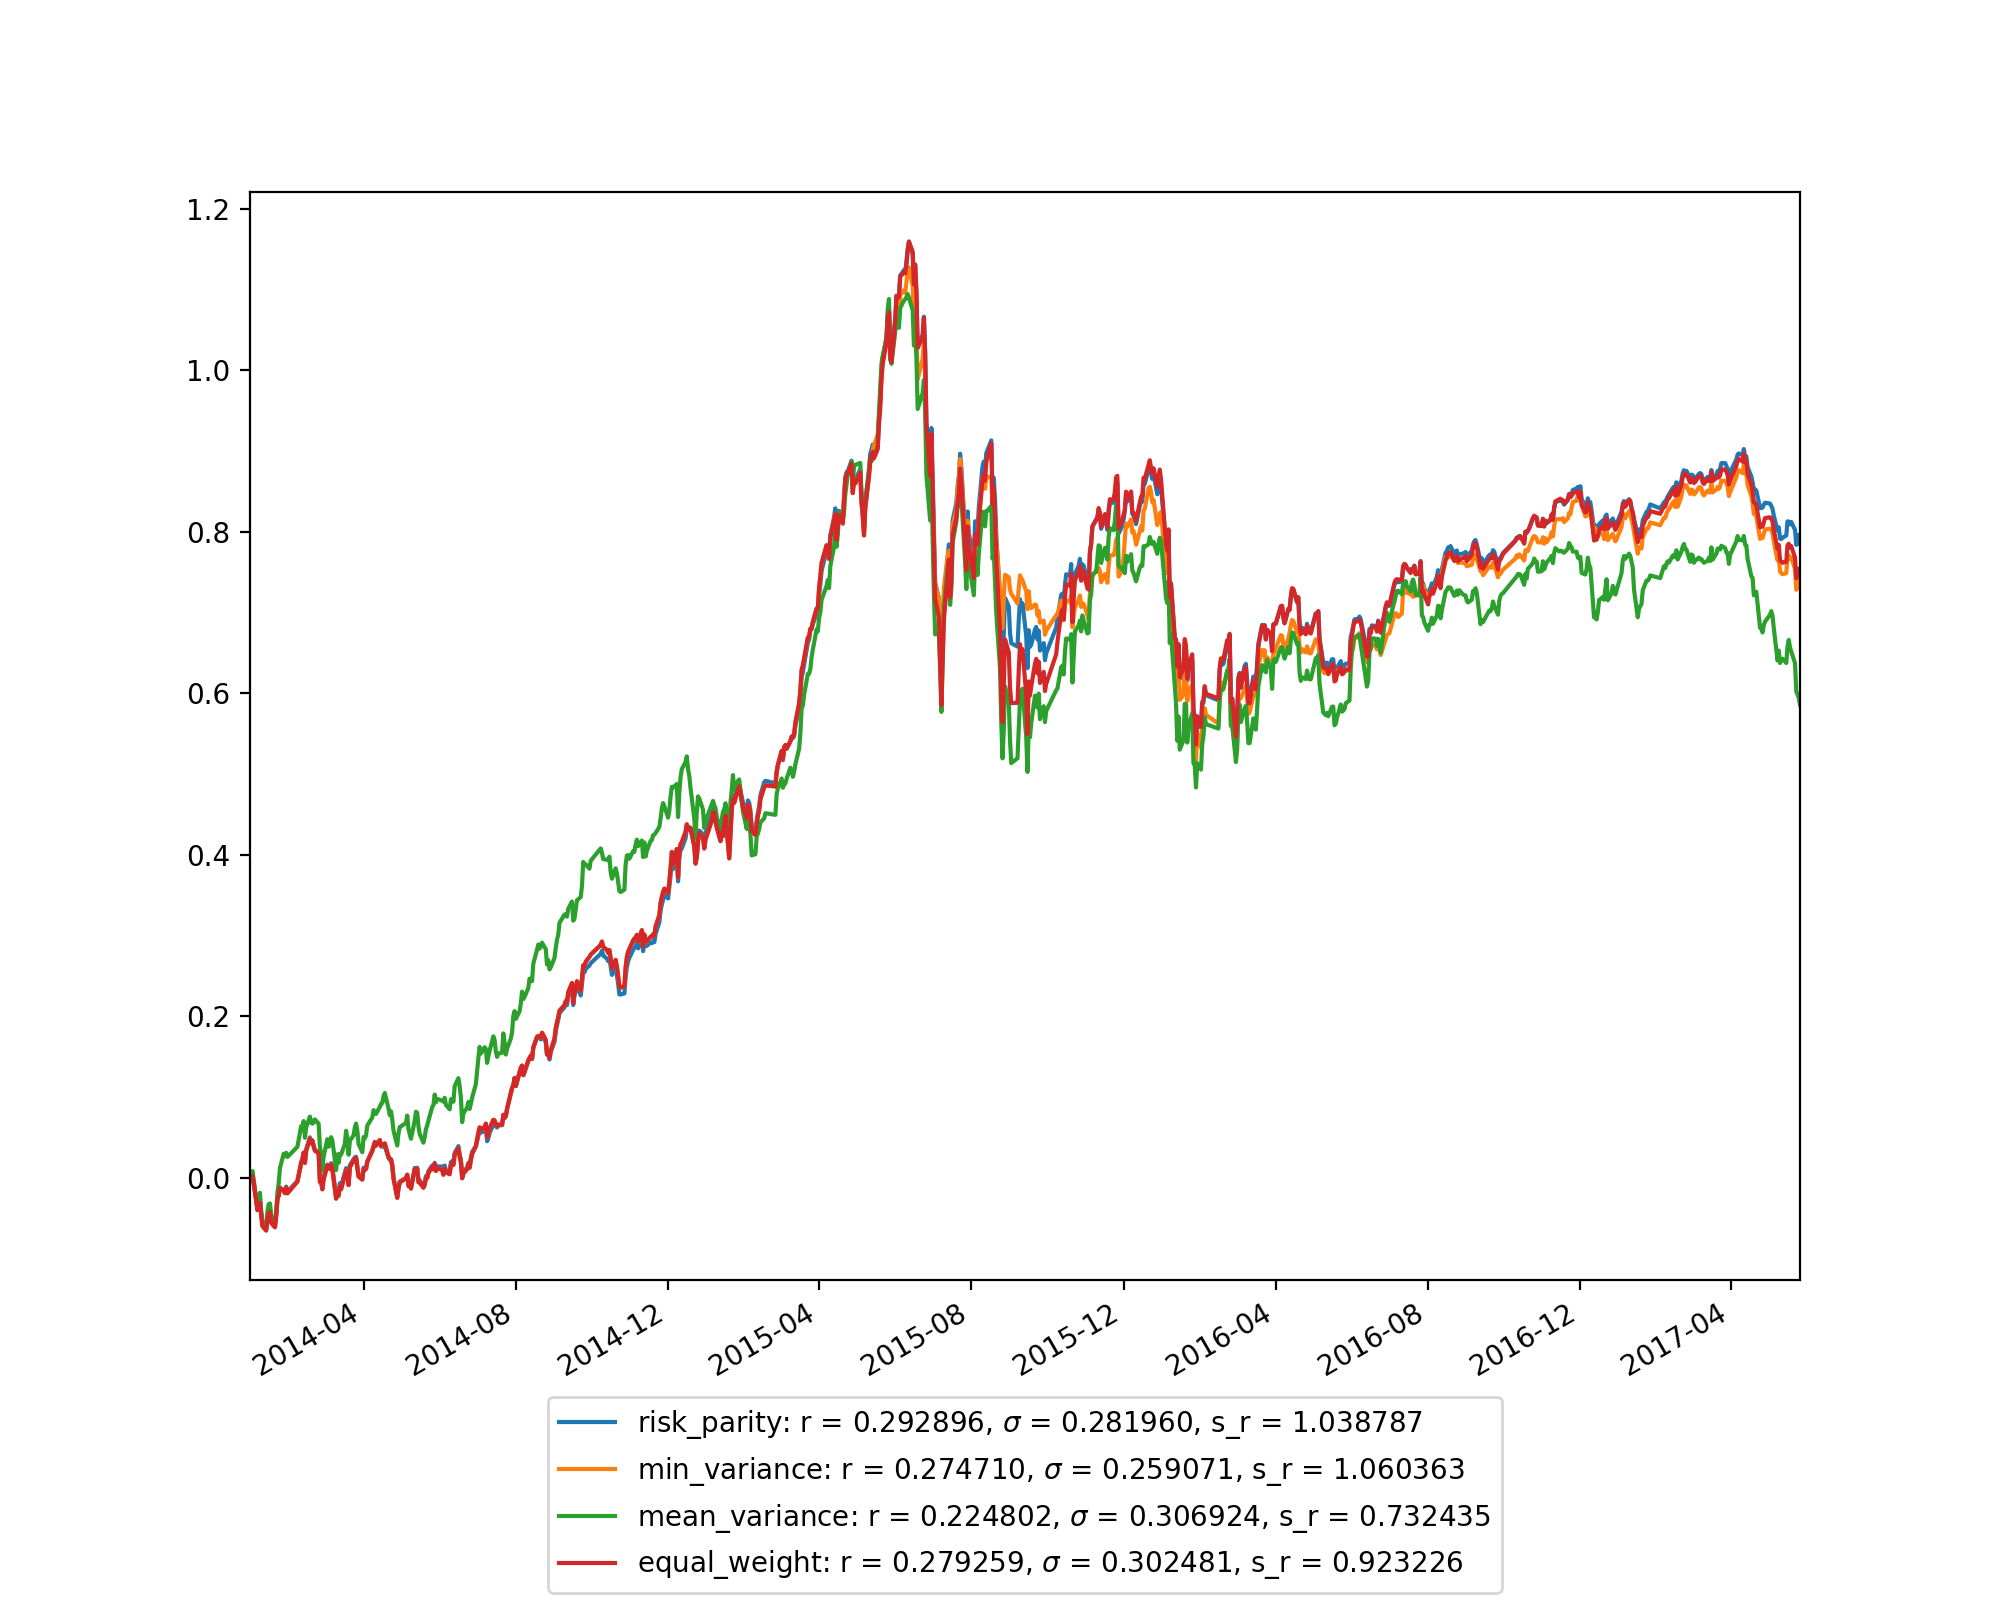 1.2
1.0
0.8
0.6
0.4
0.2
0.0
2014-04 2014-08 2014-12 2015-04 2015-08 2015-12 2016-04 2016-08 2016-12 2017-04
risk_parity: r = 0.292896, σ = 0.281960, s_r = 1.038787
min_variance: r = 0.274710, σ = 0.259071, s_r = 1.060363
mean_variance: r = 0.224802, σ = 0.306924, s_r = 0.732435
equal_weight: r = 0.279259, σ = 0.302481, s_r = 0.923226